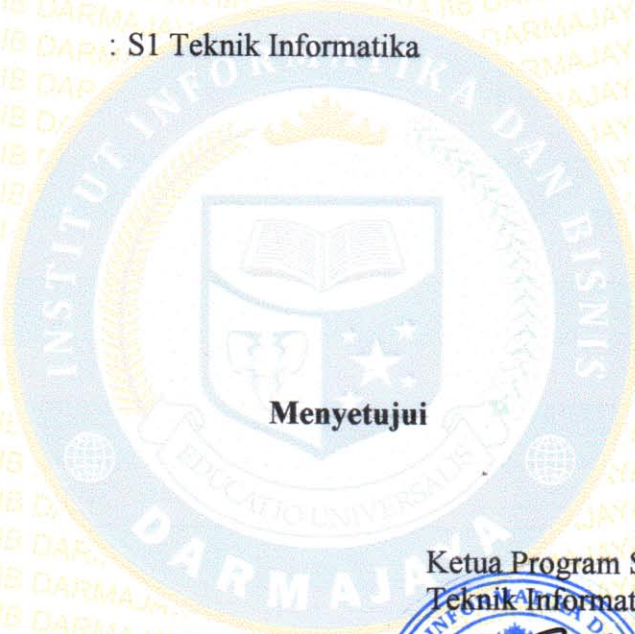 : S1 Teknik Informatika
INSTITUT INFORMATIKA DAN BISNIS
Menyetujui
EDUCATIO UNIVERSALIS
DARMAJAYA
Ketua Program S
Teknik Informat